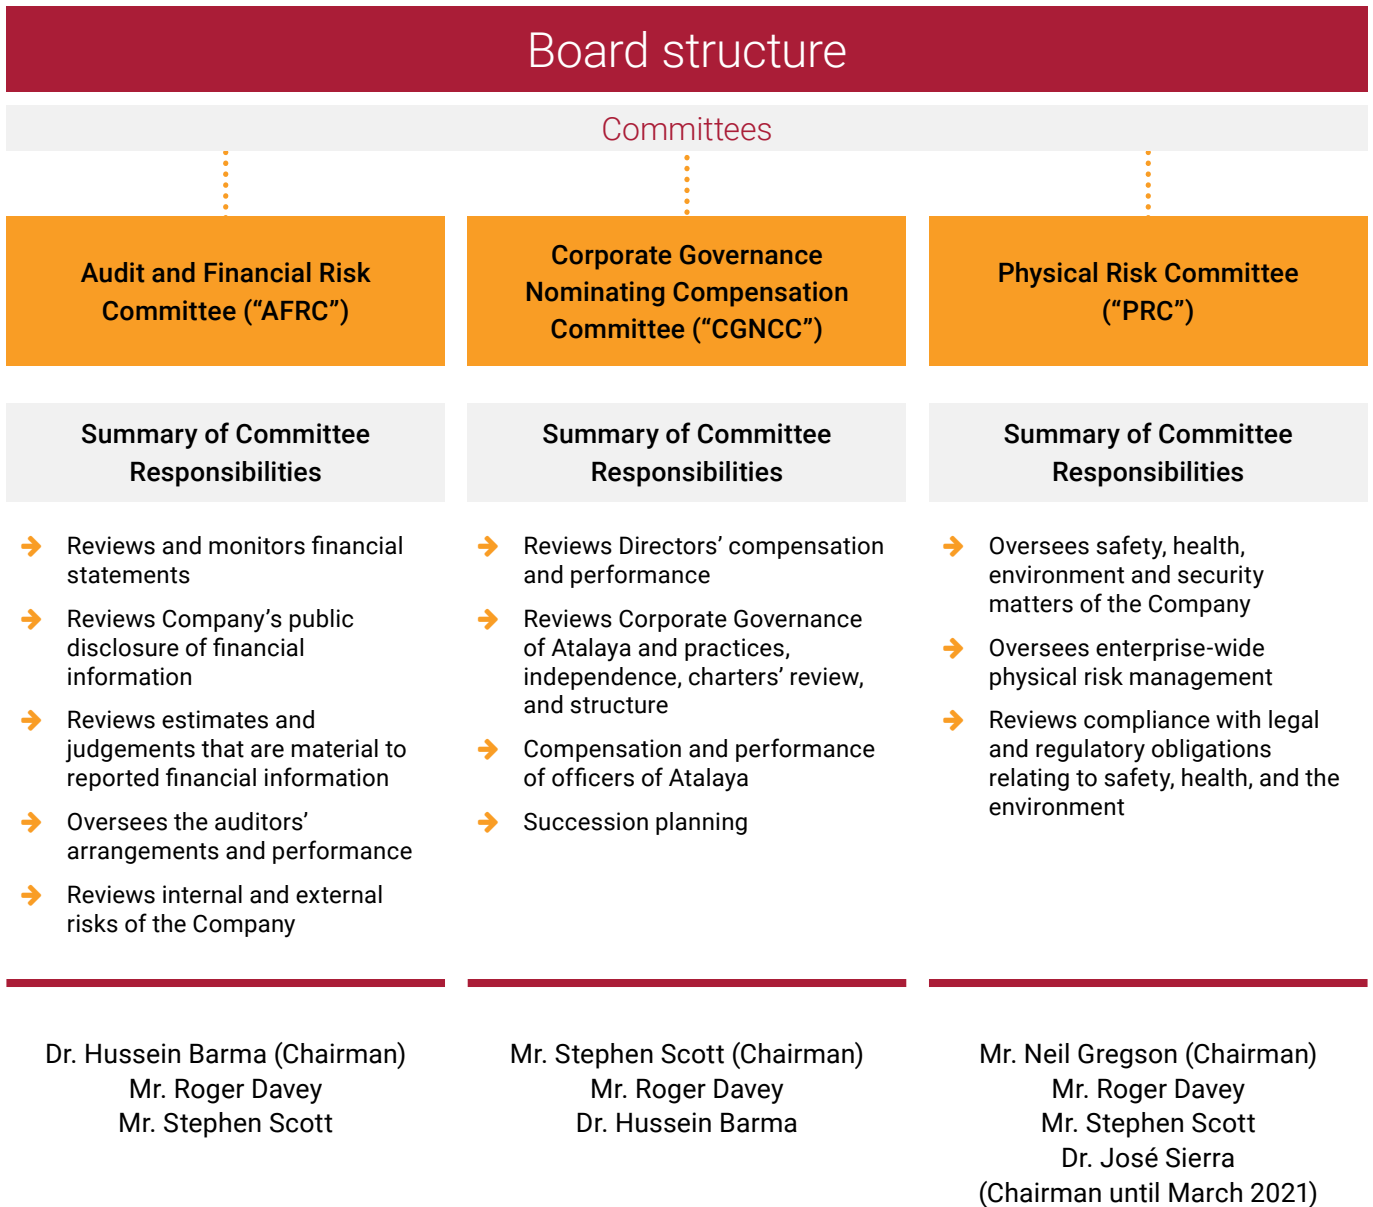 Board structure
Committees
Audit and Financial Risk
Committee (“AFRC”)
Summary of Committee
Responsibilities
Reviews and monitors financial
statements
Reviews Company’s public
disclosure of financial
information
Reviews estimates and
judgements that are material to
reported financial information
Oversees the auditors’
arrangements and performance
Reviews internal and external
risks of the Company
Dr. Hussein Barma (Chairman)
Mr. Roger Davey
Mr. Stephen Scott
Corporate Governance
Nominating Compensation
Committee (“CGNCC”)
Summary of Committee
Responsibilities
Reviews Directors’ compensation
and performance
Reviews Corporate Governance
of Atalaya and practices,
independence, charters’ review,
and structure
Compensation and performance
of officers of Atalaya
Succession planning
Mr. Stephen Scott (Chairman)
Mr. Roger Davey
Dr. Hussein Barma
Physical Risk Committee
(“PRC”)
Summary of Committee
Responsibilities
Oversees safety, health,
environment and security
matters of the Company
Oversees enterprise-wide
physical risk management
Reviews compliance with legal
and regulatory obligations
relating to safety, health, and the
environment
Mr. Neil Gregson (Chairman)
Mr. Roger Davey
Mr. Stephen Scott
Dr. José Sierra
(Chairman until March 2021)